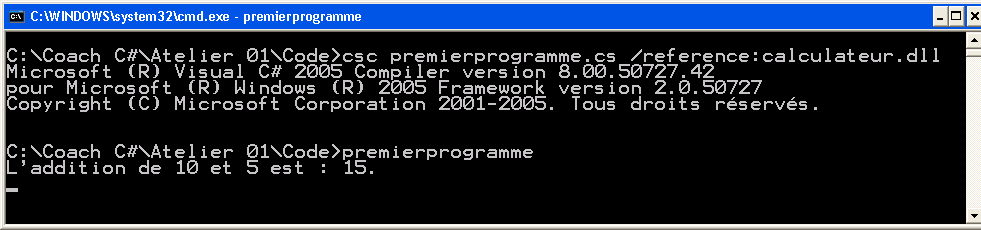 C:\WINDOWS\system32\cmd.exe - premierprogramme
C:\Coach C#\Atelier 01\Code>csc premierprogramme.cs /reference:calculateur.dll
Microsoft (R) Visual C# 2005 Compiler version 8.00.50727.42
pour Microsoft (R) Windows (R) 2005 Framework version 2.0.50727
Copyright (C) Microsoft Corporation 2001-2005. Tous droits réservés.
C:\Coach C#\Atelier 01\Code>premierprogramme
L'addition de 10 et 5 est : 15.